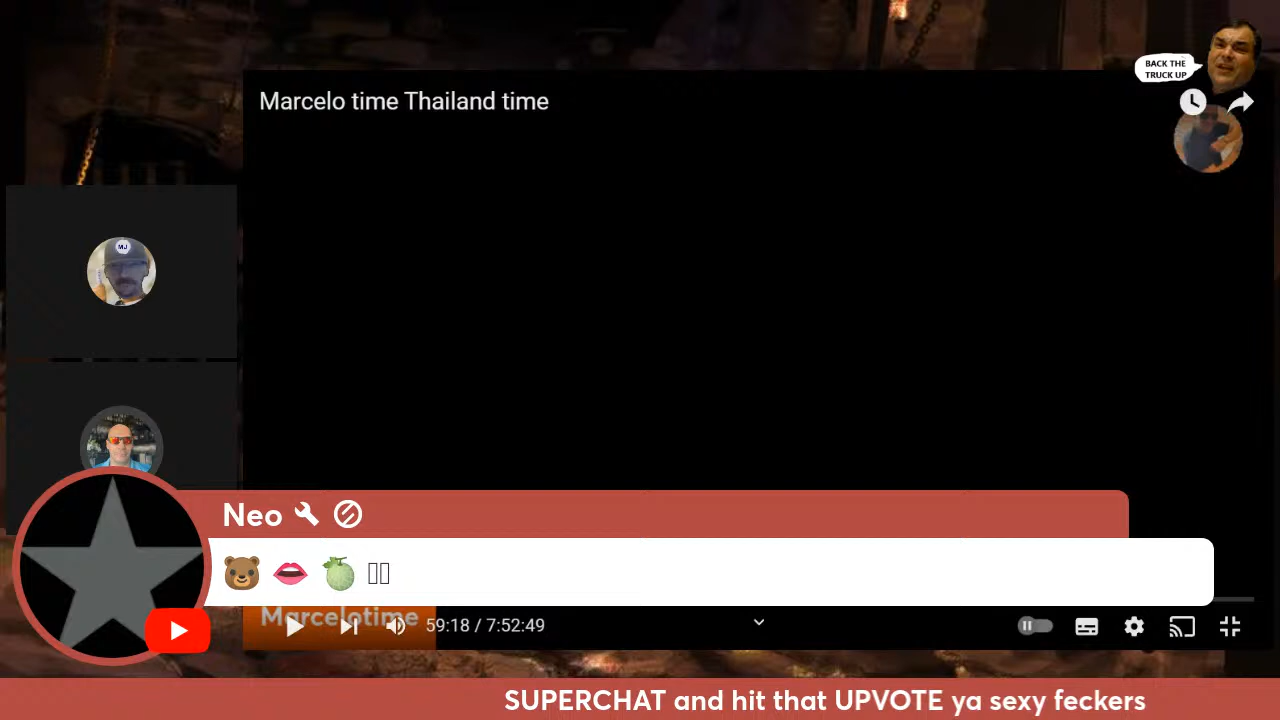 BACK THE
TRUCK UP
Marcelo time Thailand time
MJ
Neo
🐻 👄 🍈
Marcelotime
59:18 / 7:52:49
SUPERCHAT and hit that UPVOTE ya sexy feckers